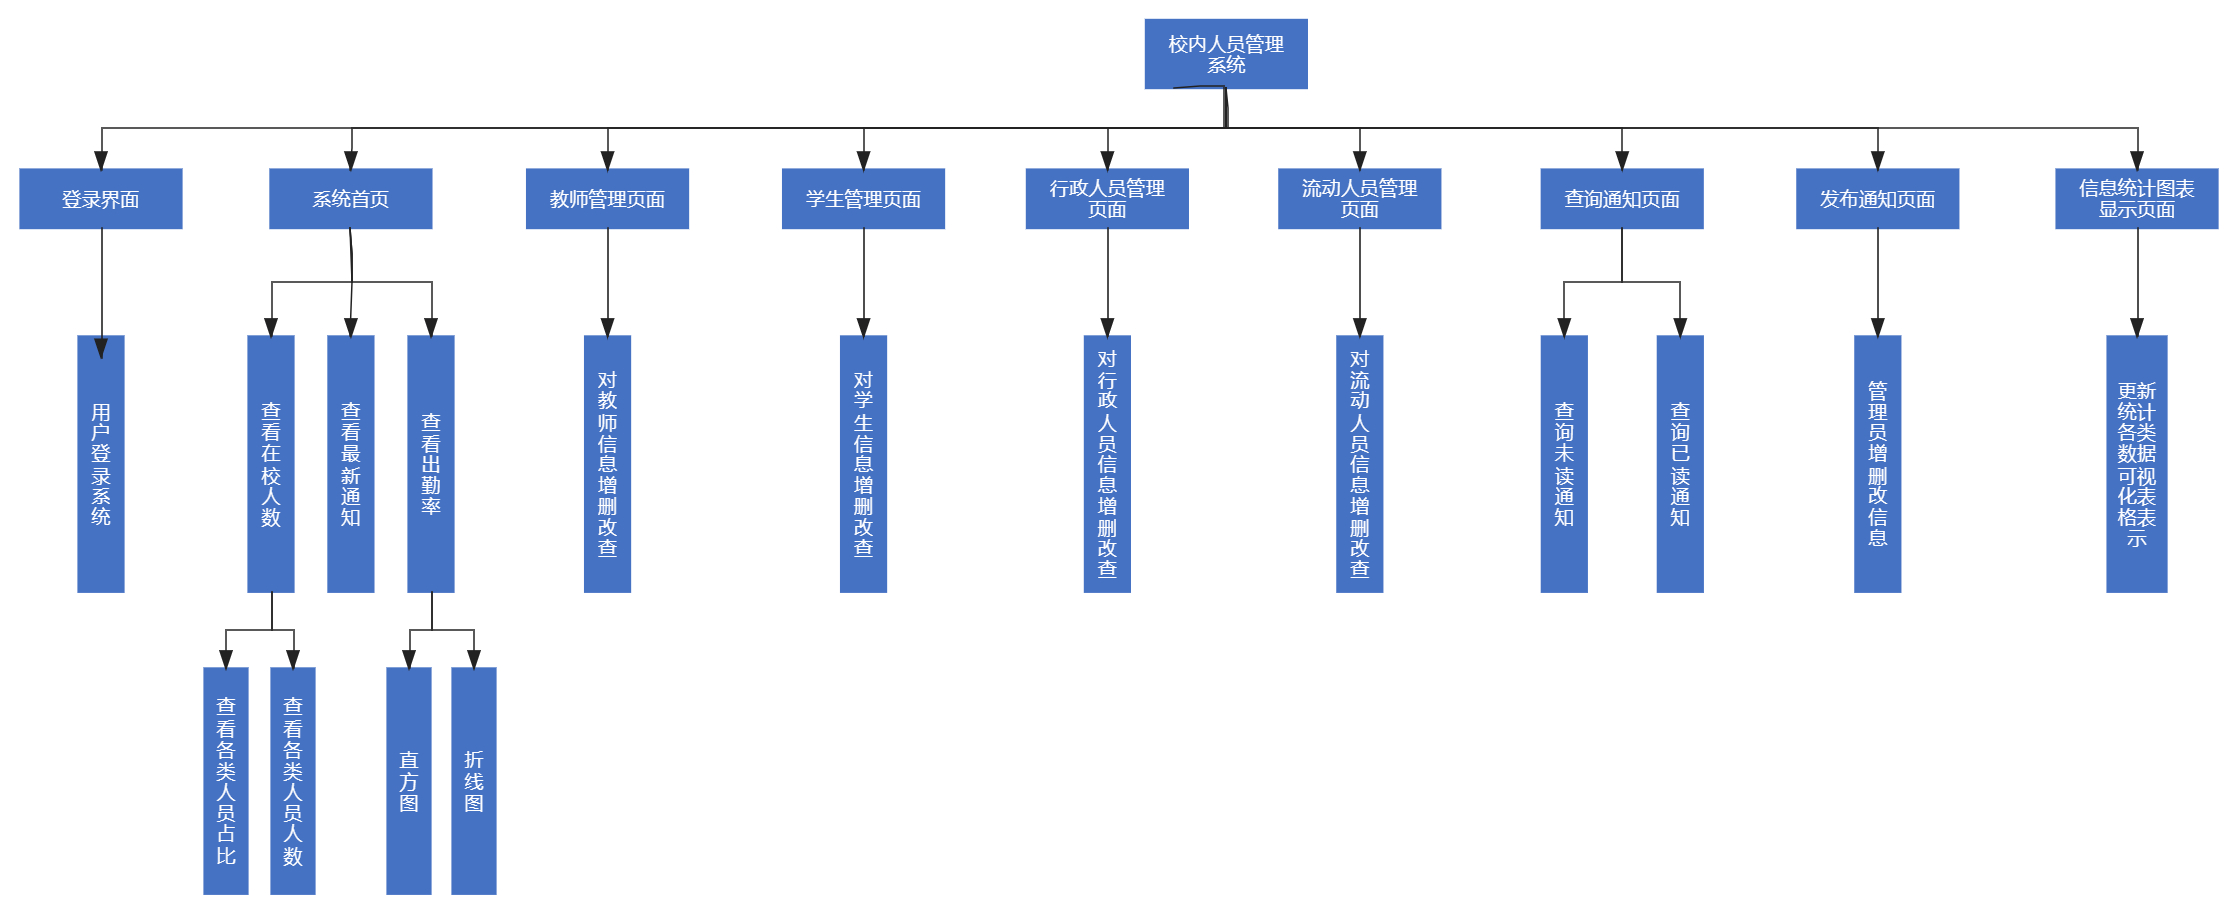 校内人员管理
系统
登录界面
系统首页
教师管理页面
学生管理页面
行政人员管理
页面
流动人员管理
页面
查询通知页面
发布通知页面
信息统计图表
显示页面
用户登录系统
查看在校人数
查看最新通知
查看出勤率
对教师信息增删改查
对学生信息增删改查
对行政人员信息增删改查
对流动人员信息增删改查
查询未读通知
查询已读通知
管理员增删改信息
更新
统计
各类
数据
可视
化表
格表
示
查看各类人员占比
查看各类人员人数
直方图
折线图